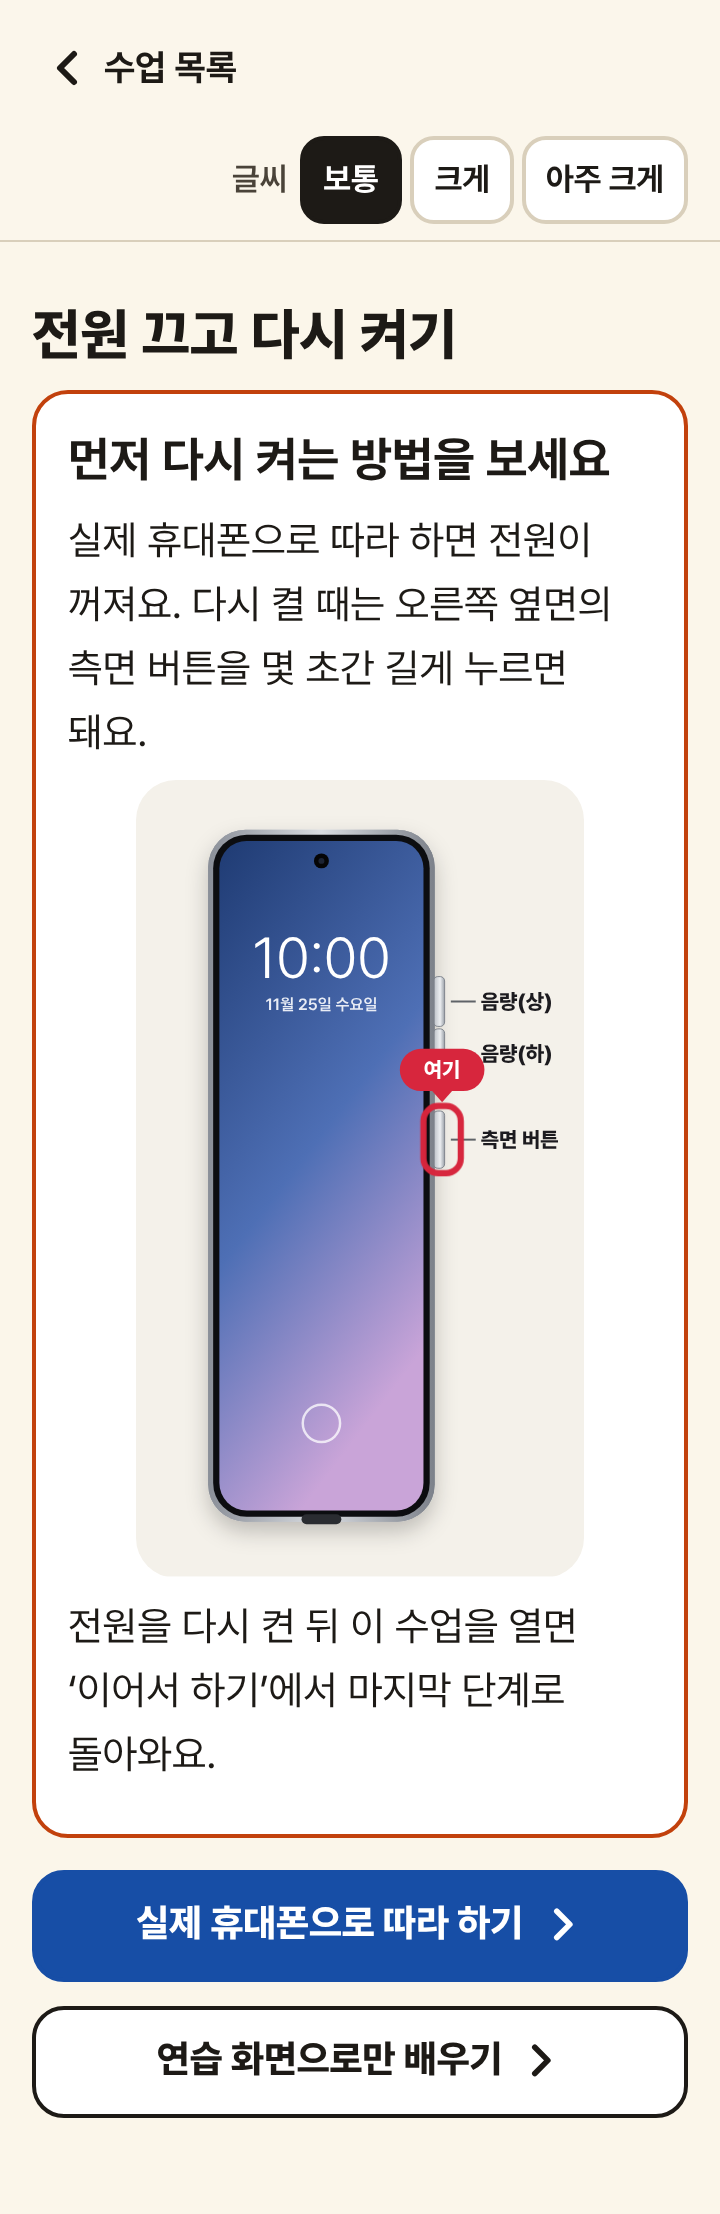 수업 목록
글씨 보통 크게 아주 크게
전원 끄고 다시 켜기
먼저 다시 켜는 방법을 보세요
실제 휴대폰으로 따라 하면 전원이
꺼져요. 다시 켤 때는 오른쪽 옆면의
측면 버튼을 몇 초간 길게 누르면
돼요.
10:00
11월 25일 수요일
음량(상)
음량(하)
여기
측면 버튼
전원을 다시 켠 뒤 이 수업을 열면
‘이어서 하기’에서 마지막 단계로
돌아와요.
실제 휴대폰으로 따라 하기
연습 화면으로만 배우기